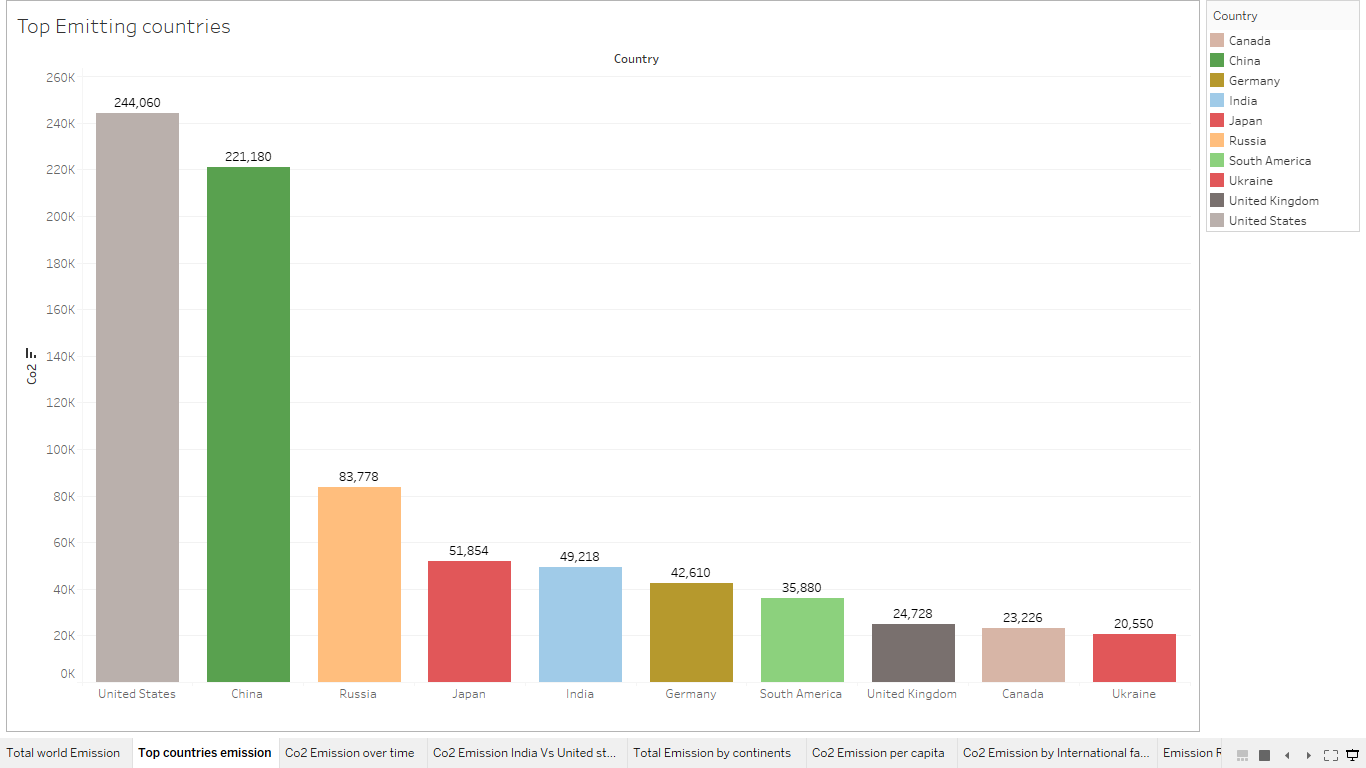 Top Emitting countries
Country
260K
240K
220K
200K
180K
160K
140K
120K
100K
80K
60K
40K
20K
0K
Co2
244,060
221,180
83,778
51,854
49,218
42,610
35,880
24,728
23,226
20,550
United States
China
Russia
Japan
India
Germany
South America
United Kingdom
Canada
Ukraine
Country
Canada
China
Germany
India
Japan
Russia
South America
Ukraine
United Kingdom
United States
Total world Emission
Top countries emission
Co2 Emission over time
Co2 Emission India Vs United st...
Total Emission by continents
Co2 Emission per capita
Co2 Emission by International fa...
Emission R